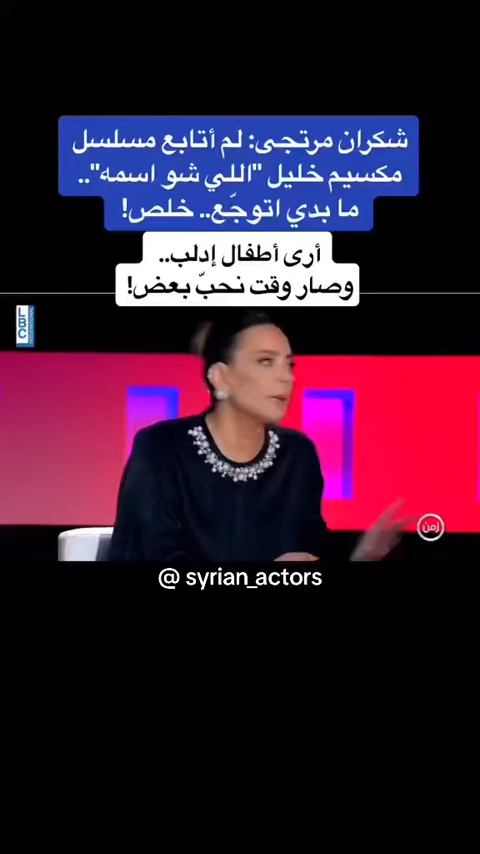 شكران مرتجى: لم أتابع مسلسل
مكسيم خليل "اللي شو اسمه"..
ما بدي اتوجّع.. خلص!
أرى أطفال إدلب..
وصار وقت نحبّ بعض!
LBC
INTERNATIONAL
زمن
@ syrian_actors